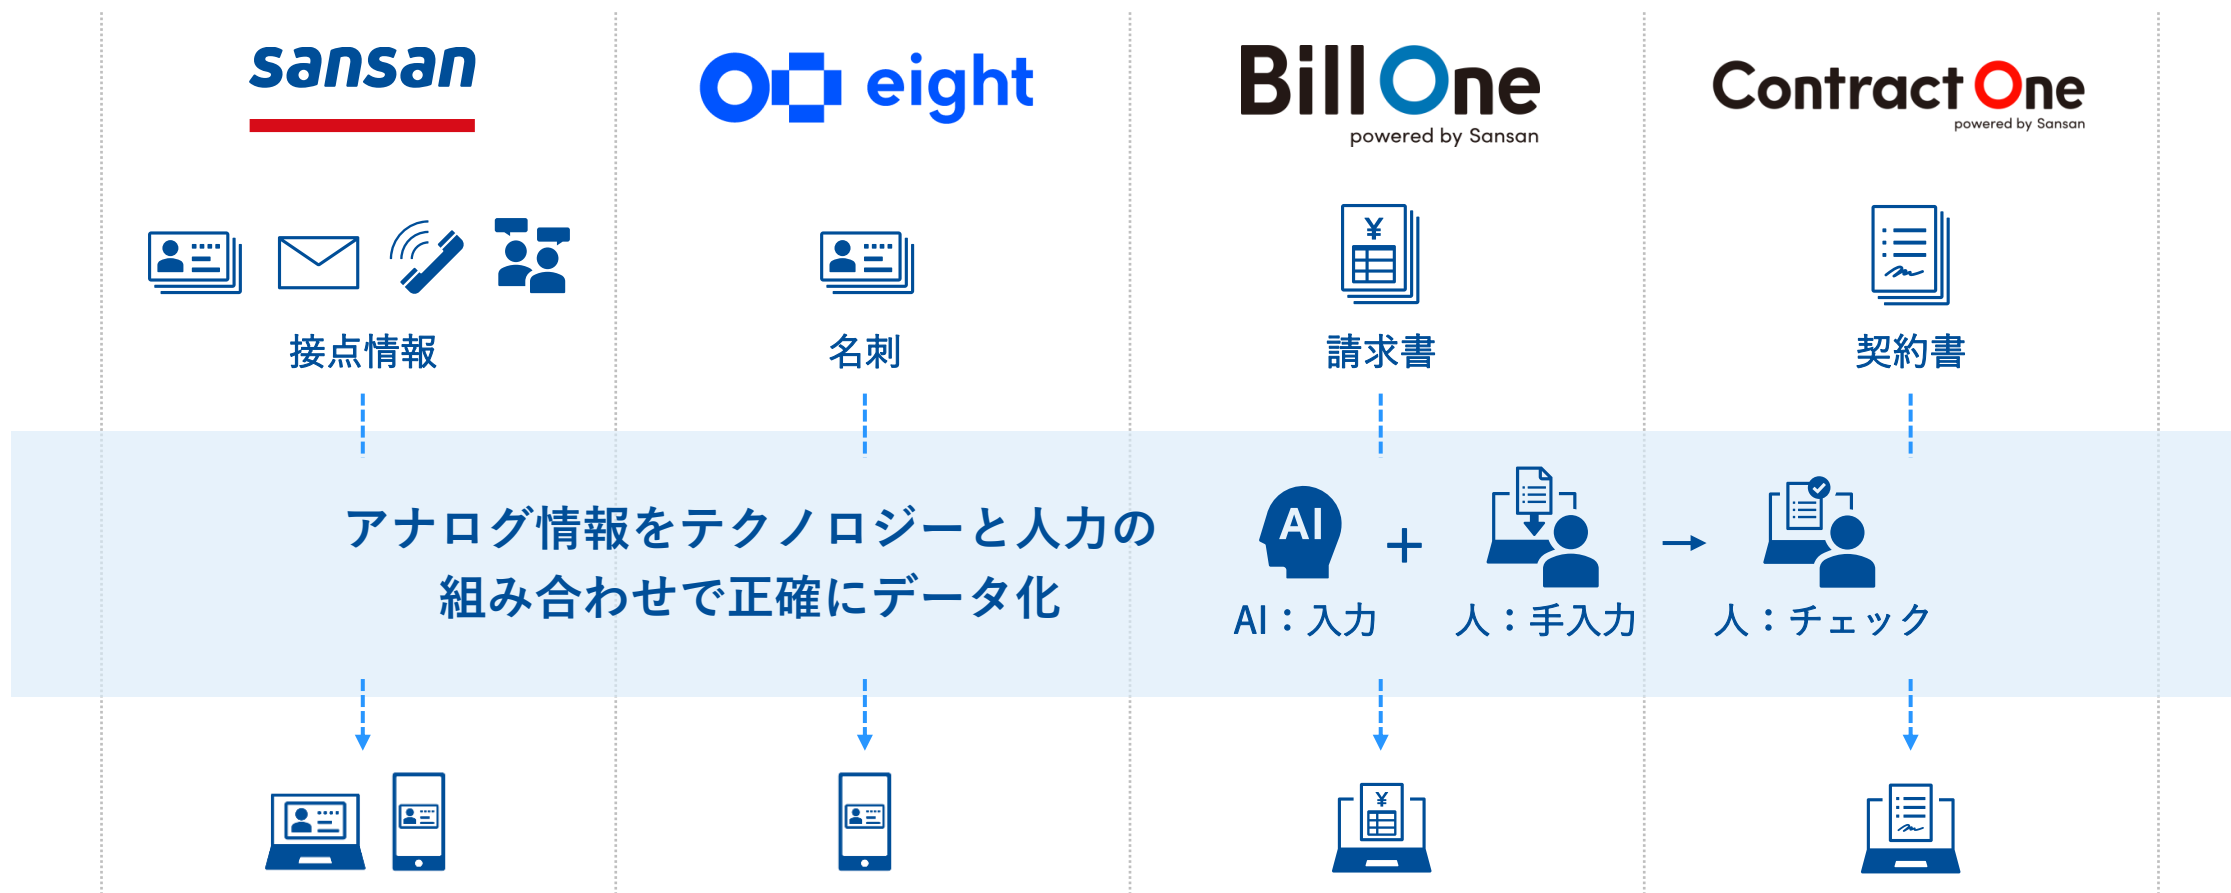 sansan
eight
Bill One
powered by Sansan
Contract One
powered by Sansan
¥
接点情報
名刺
請求書
契約書
アナログ情報をテクノロジーと人力の
組み合わせで正確にデータ化
AI
+
AI：入力
人：手入力
人：チェック
¥